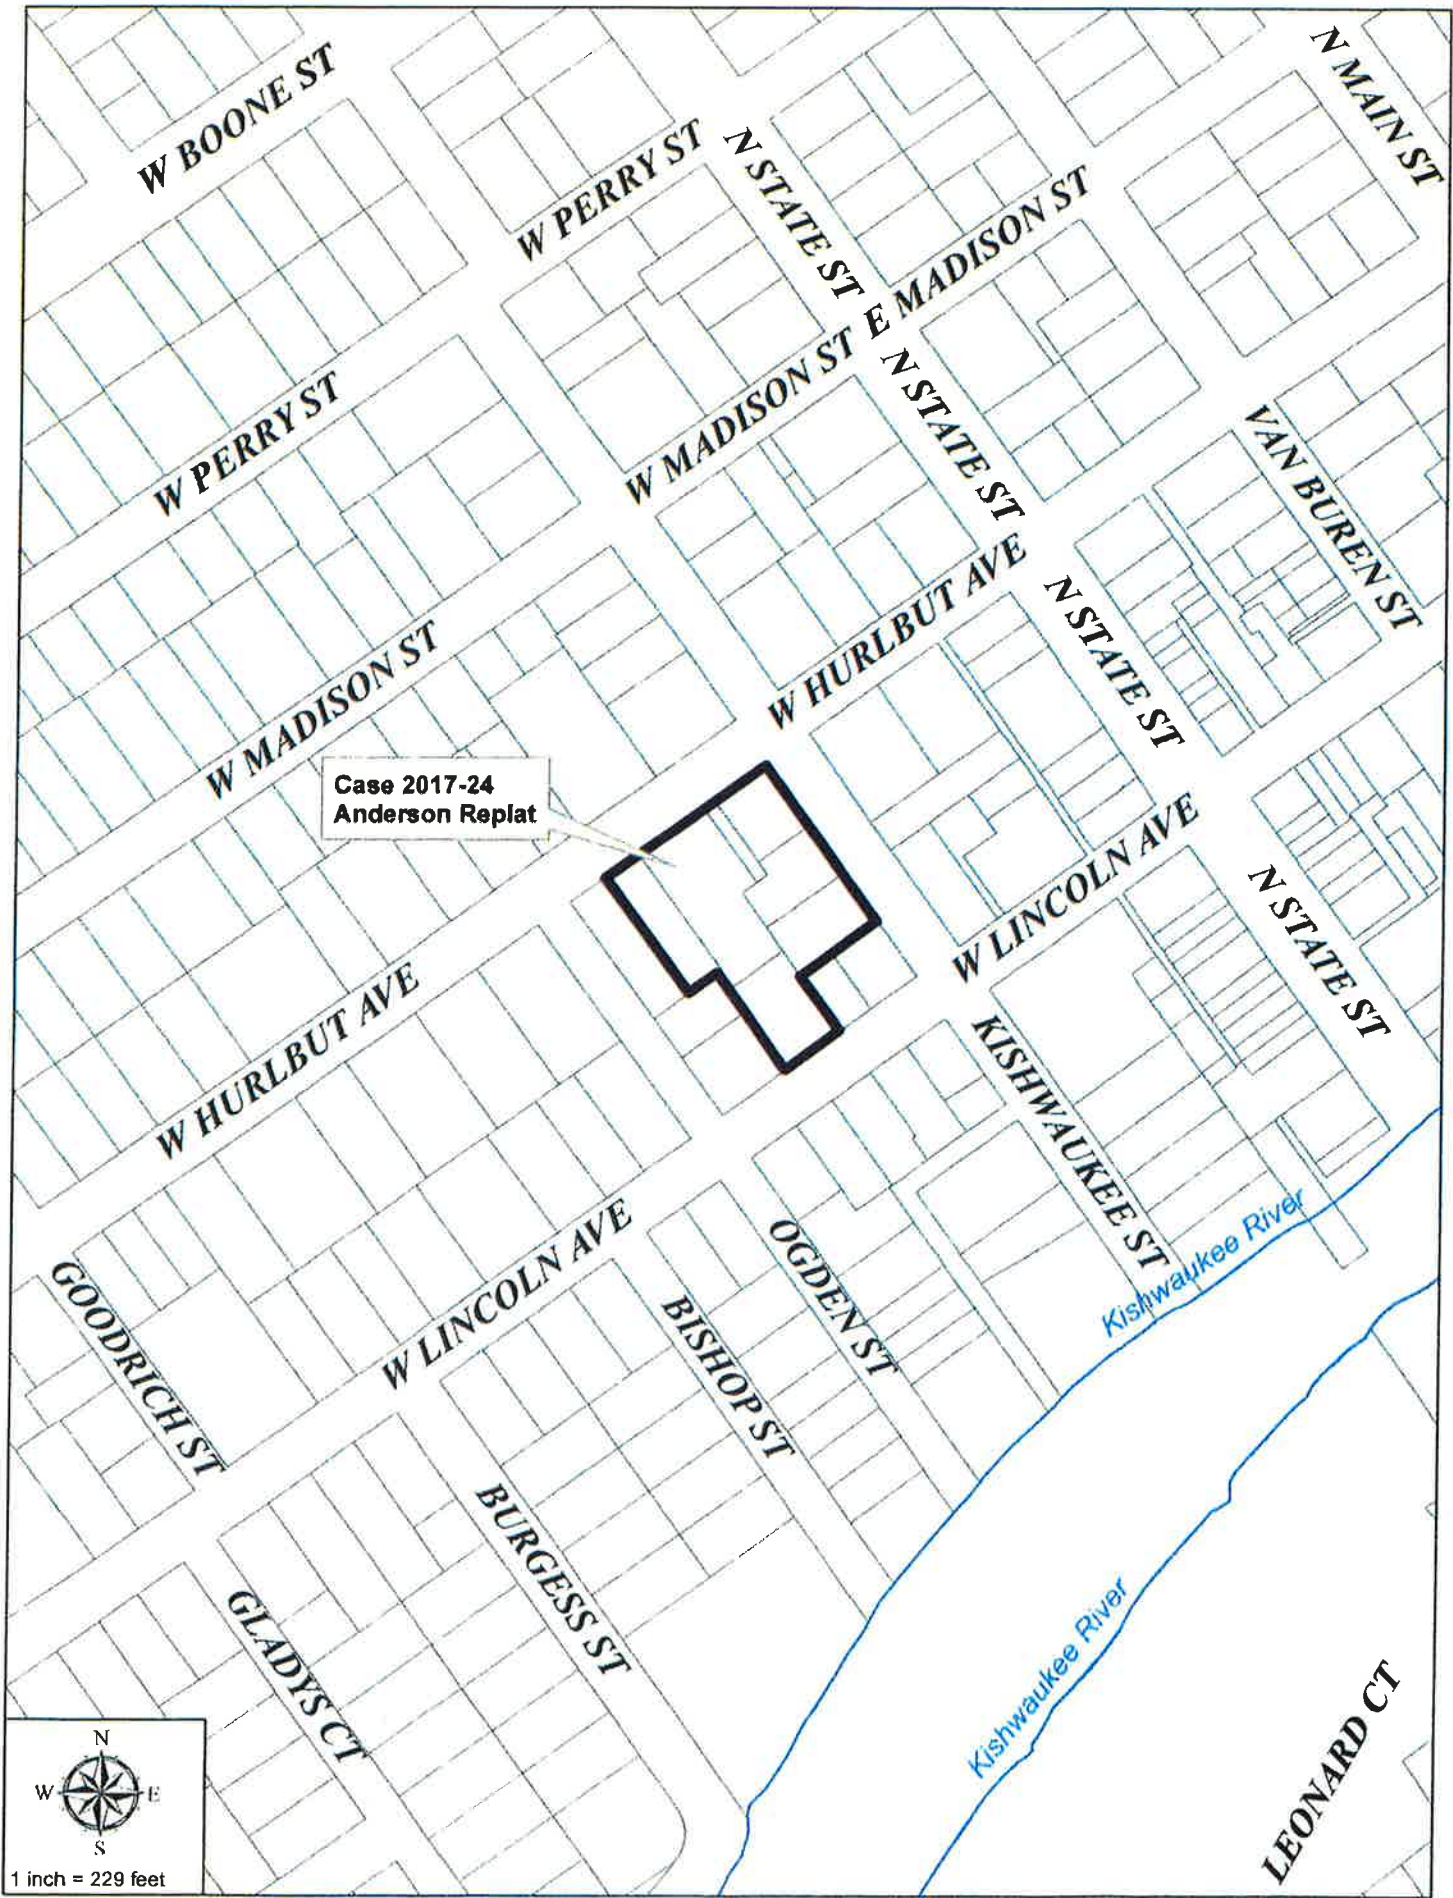 N MAIN ST
W BOONE ST
W PERRY ST
N STATE ST
E MADISON ST
W MADISON ST
N STATE ST
W PERRY ST
VAN BUREN ST
W HURLBUT AVE
N STATE ST
W MADISON ST
Case 2017-24
Anderson Replat
W LINCOLN AVE
N STATE ST
W HURLBUT AVE
KISHWAUKEE ST
Kishwaukee River
OGDEN ST
W LINCOLN AVE
BISHOP ST
GOODRICH ST
BURGESS ST
GLADYS CT
Kishwaukee River
LEONARD CT
N
W E
S
1 inch = 229 feet